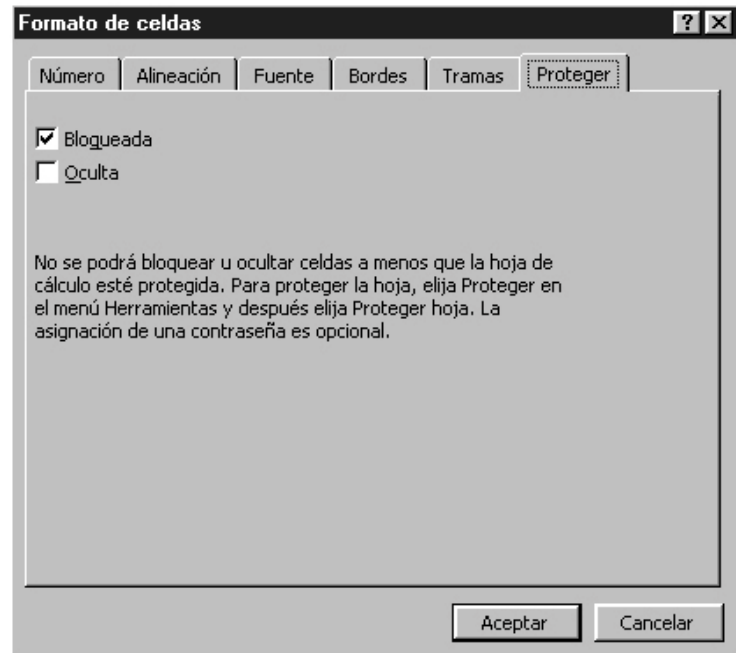 Formato de celdas
Número Alineación Fuente Bordes Tramas Proteger
Bloqueada
Oculta
No se podrá bloquear u ocultar celdas a menos que la hoja de
cálculo esté protegida. Para proteger la hoja, elija Proteger en
el menú Herramientas y después elija Proteger hoja. La
asignación de una contraseña es opcional.
Aceptar Cancelar